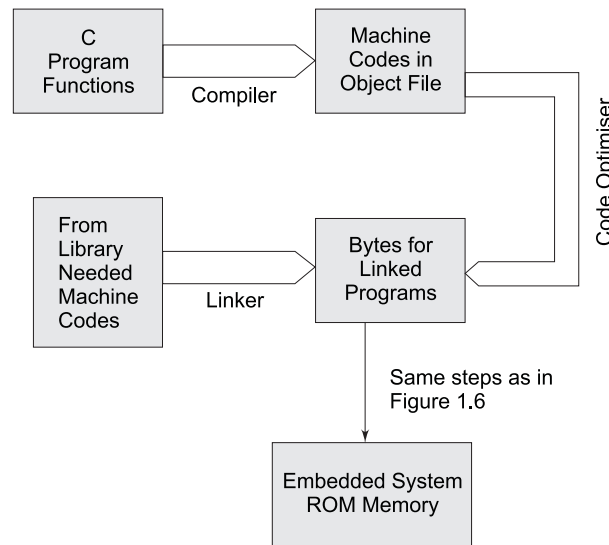 C
Program
Functions
Compiler
Machine
Codes in
Object File
Code Optimiser
From
Library
Needed
Machine
Codes
Linker
Bytes for
Linked
Programs
Same steps as in
Figure 1.6
Embedded System
ROM Memory